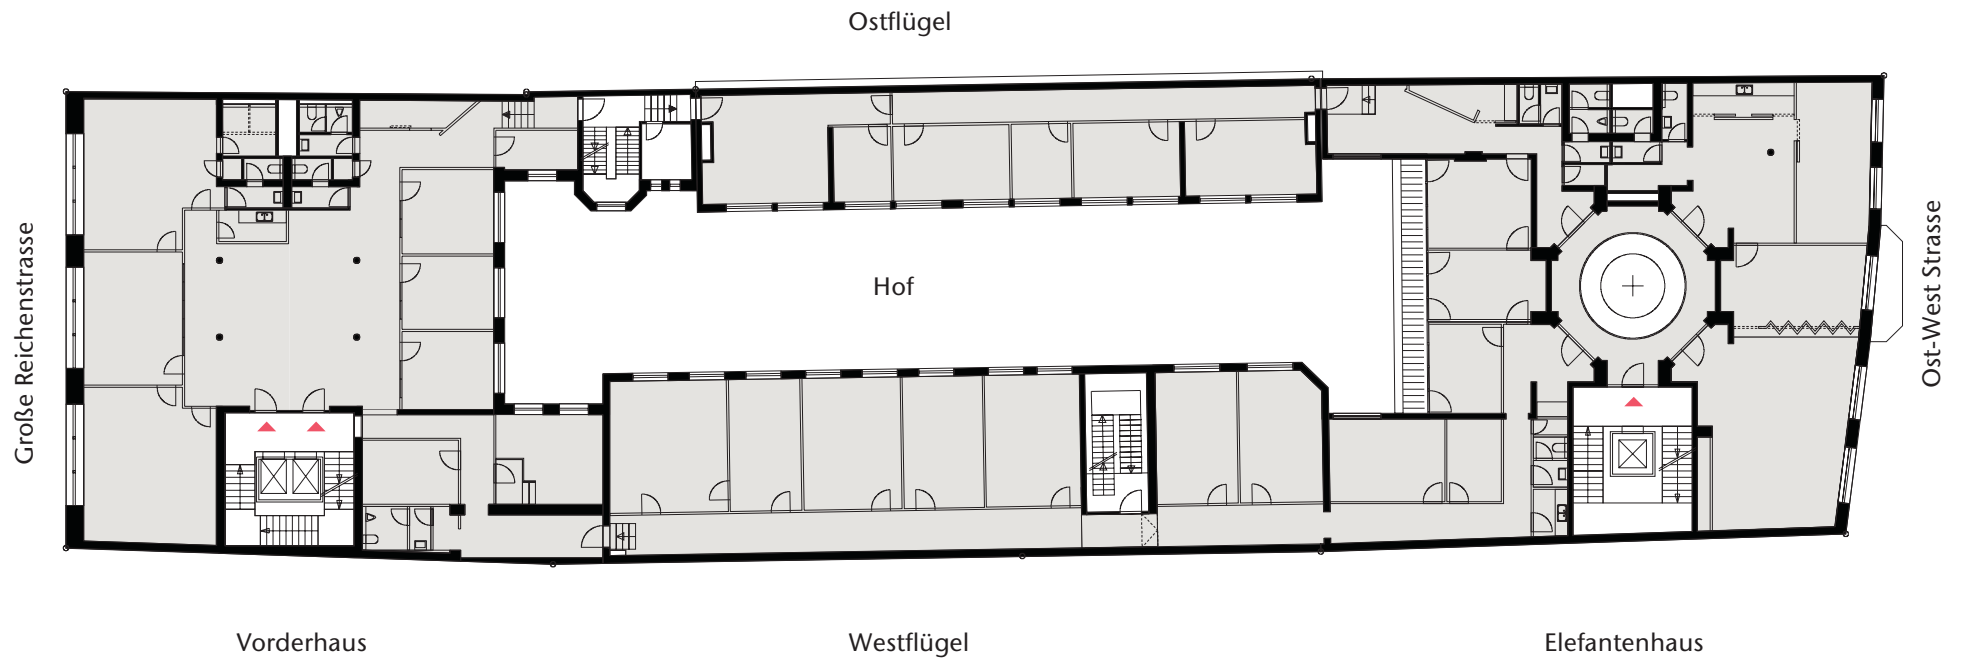 Ostflügel
Große Reichenstrasse
Hof
Ost-West Strasse
Vorderhaus
Westflügel
Elefantenhaus